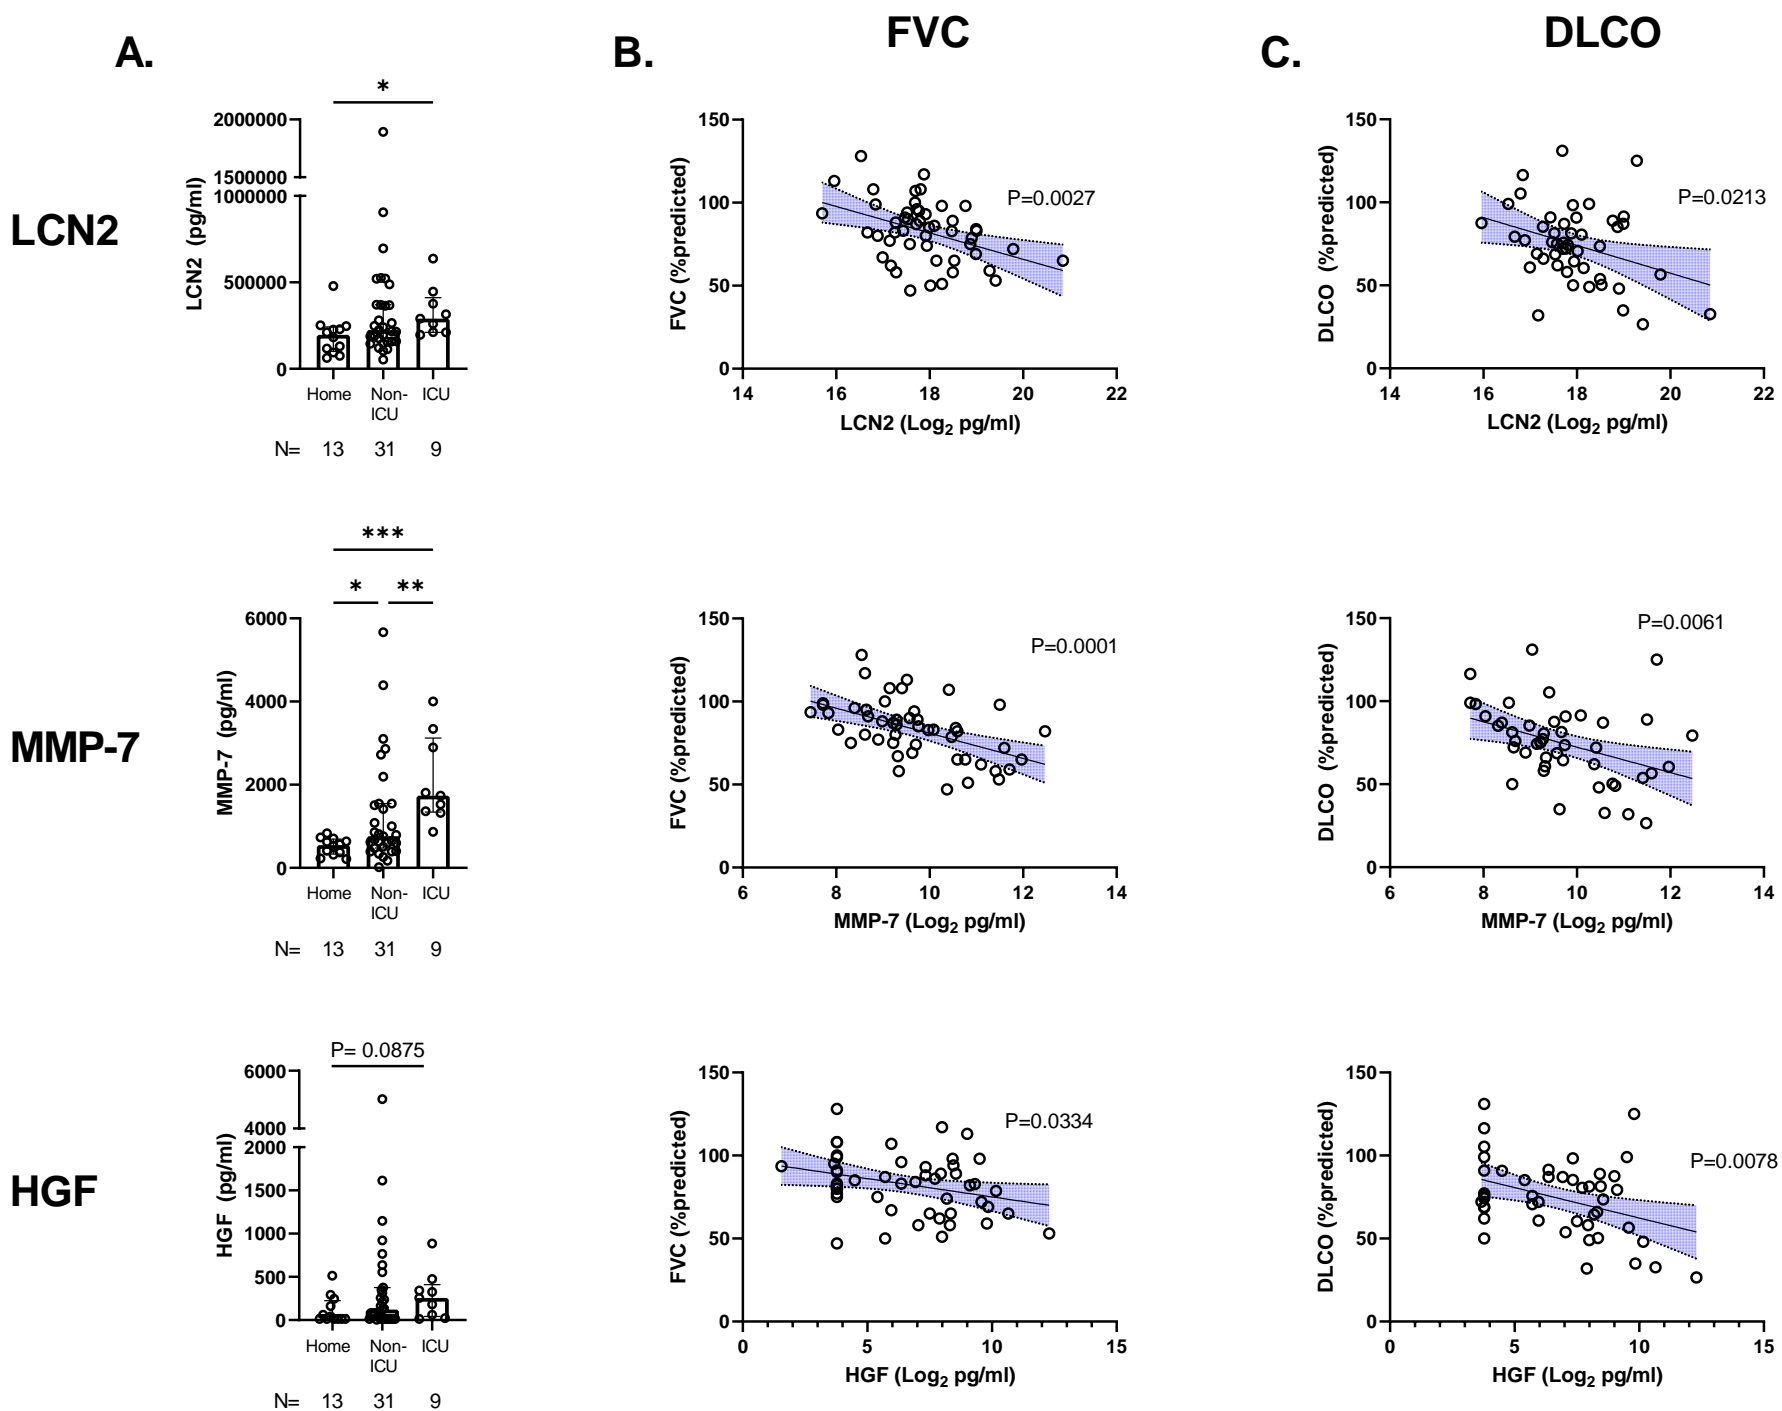 A.
B.
FVC
C.
DLCO
LCN2
*
2000000
1500000
1000000
500000
0
LCN2 (pg/ml)
Home
Non-
ICU
ICU
N= 13 31 9
150
100
50
0
FVC (%predicted)
P=0.0027
14 16 18 20 22
LCN2 (Log2 pg/ml)
150
100
50
0
DLCO (%predicted)
P=0.0213
14 16 18 20 22
LCN2 (Log2 pg/ml)
MMP-7
***
* **
6000
4000
2000
0
MMP-7 (pg/ml)
Home
Non-
ICU
ICU
N= 13 31 9
150
100
50
0
FVC (%predicted)
P=0.0001
6 8 10 12 14
MMP-7 (Log2 pg/ml)
150
100
50
0
DLCO (%predicted)
P=0.0061
6 8 10 12 14
MMP-7 (Log2 pg/ml)
HGF
P= 0.0875
6000
4000
2000
1500
1000
500
0
HGF (pg/ml)
Home
Non-
ICU
ICU
N= 13 31 9
150
100
50
0
FVC (%predicted)
P=0.0334
0 5 10 15
HGF (Log2 pg/ml)
150
100
50
0
DLCO (%predicted)
P=0.0078
0 5 10 15
HGF (Log2 pg/ml)